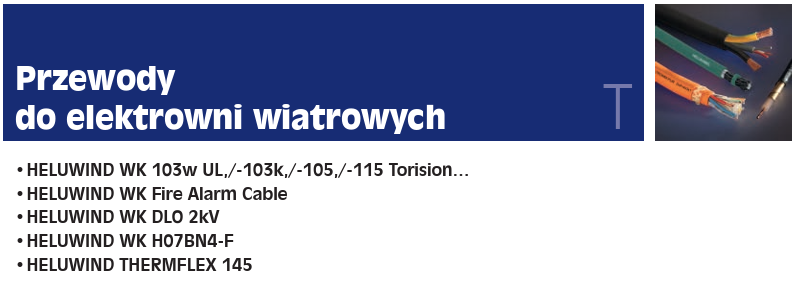 Przewody
do elektrowni wiatrowych
T
• HELUWIND WK 103w UL,/-103k,/-105,/-115 Torision...
• HELUWIND WK Fire Alarm Cable
• HELUWIND WK DLO 2kV
• HELUWIND WK H07BN4-F
• HELUWIND THERMFLEX 145